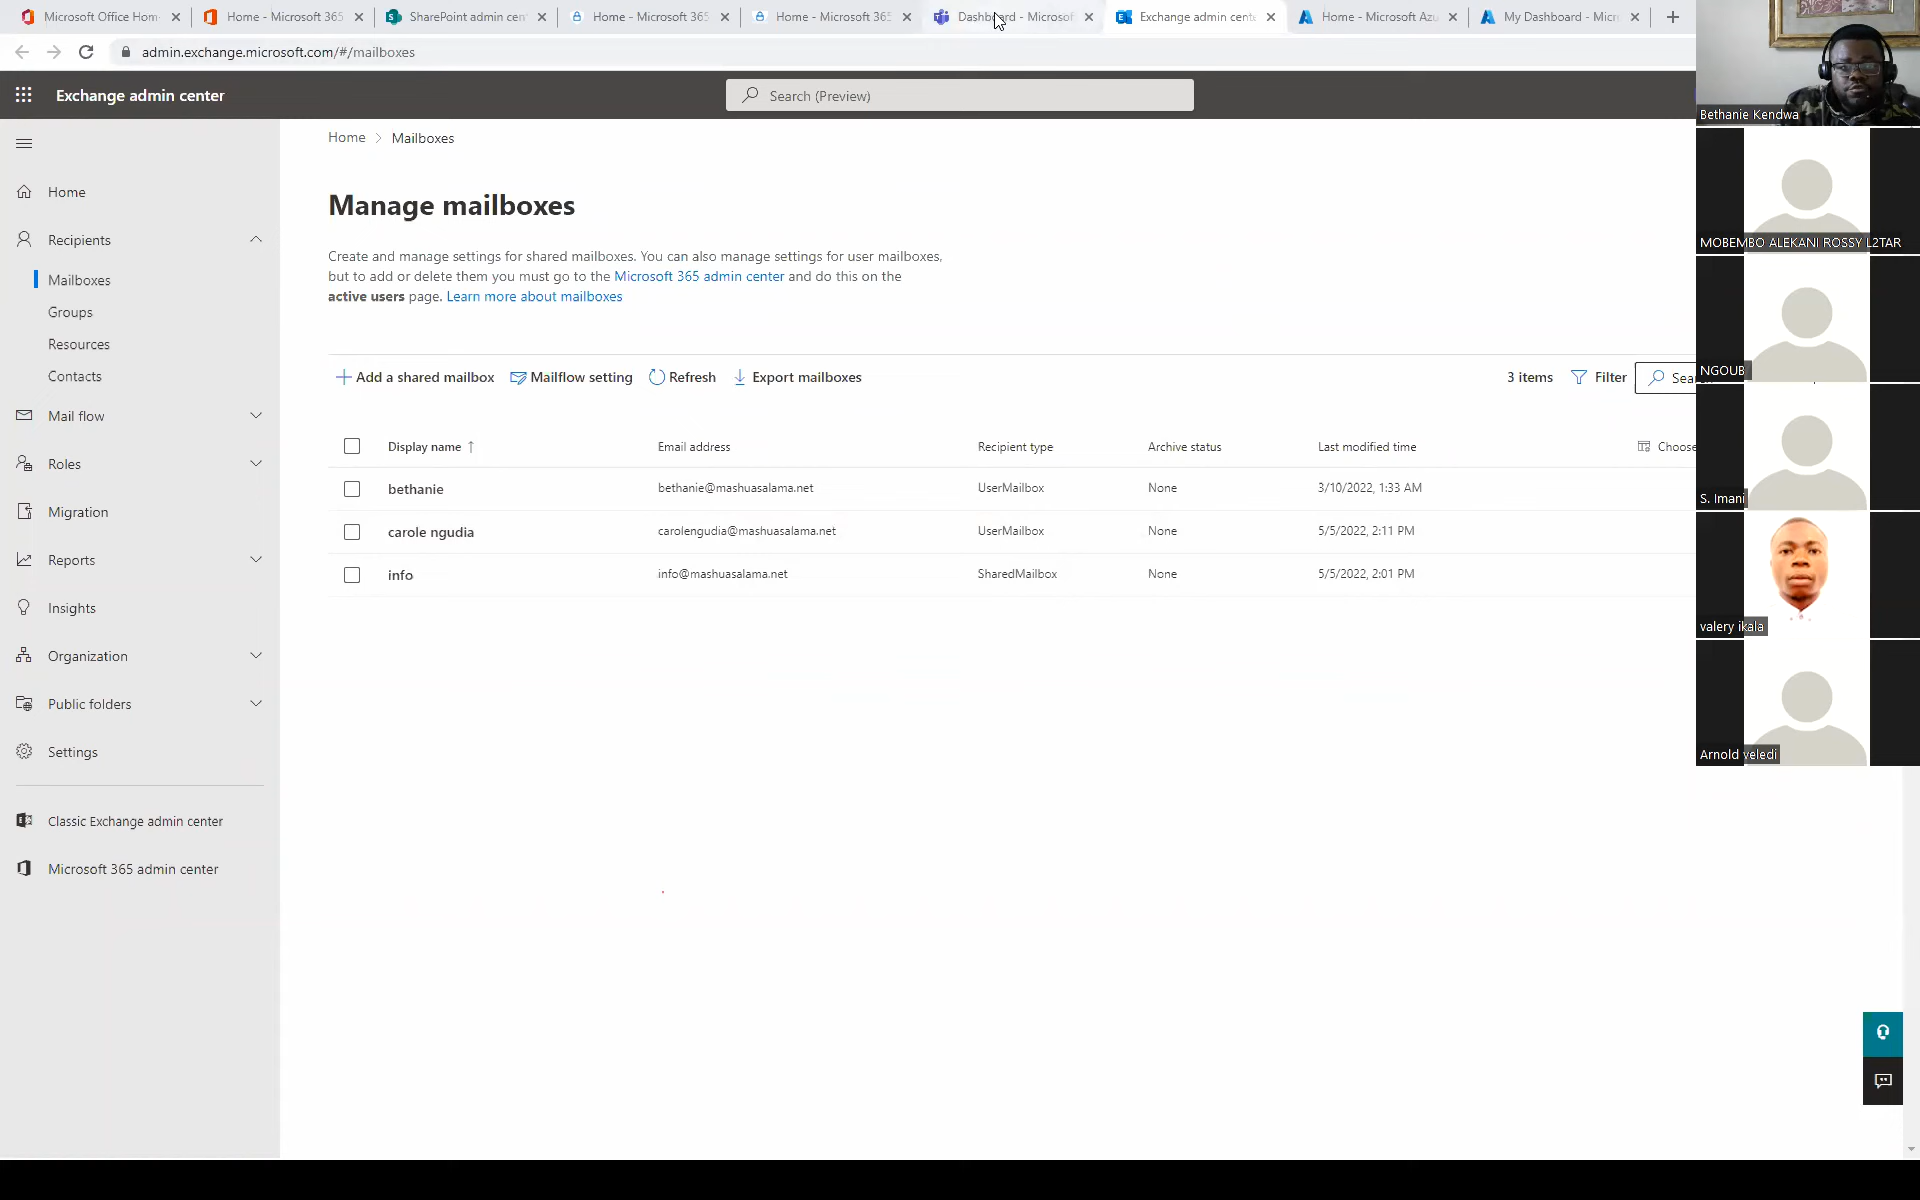 Microsoft Office Hom
Home - Microsoft 365
SharePoint admin cen
Home - Microsoft 365
Home - Microsoft 365
Dashboard - Microsof
Exchange admin cente
Home - Microsoft Azu
My Dashboard - Micr
admin.exchange.microsoft.com/#/mailboxes
Exchange admin center
Search (Preview)
Home
Recipients
Mailboxes
Groups
Resources
Contacts
Mail flow
Roles
Migration
Reports
Insights
Organization
Public folders
Settings
Classic Exchange admin center
Microsoft 365 admin center
Home > Mailboxes
Manage mailboxes
Create and manage settings for shared mailboxes. You can also manage settings for user mailboxes,
but to add or delete them you must go to the Microsoft 365 admin center and do this on the
active users page. Learn more about mailboxes
Add a shared mailbox Mailflow setting Refresh Export mailboxes 3 items Filter Sear
Display name ↑ Email address Recipient type Archive status Last modified time Choose
bethanie bethanie@mashuasalama.net UserMailbox None 3/10/2022, 1:33 AM
carole ngudia carolengudia@mashuasalama.net UserMailbox None 5/5/2022, 2:11 PM
info info@mashuasalama.net SharedMailbox None 5/5/2022, 2:01 PM
Bethanie Kendwa
MOBEMBO ALEKANI ROSSY L2TAR
NGOUB
S. Imani
valery ikala
Arnold veledi